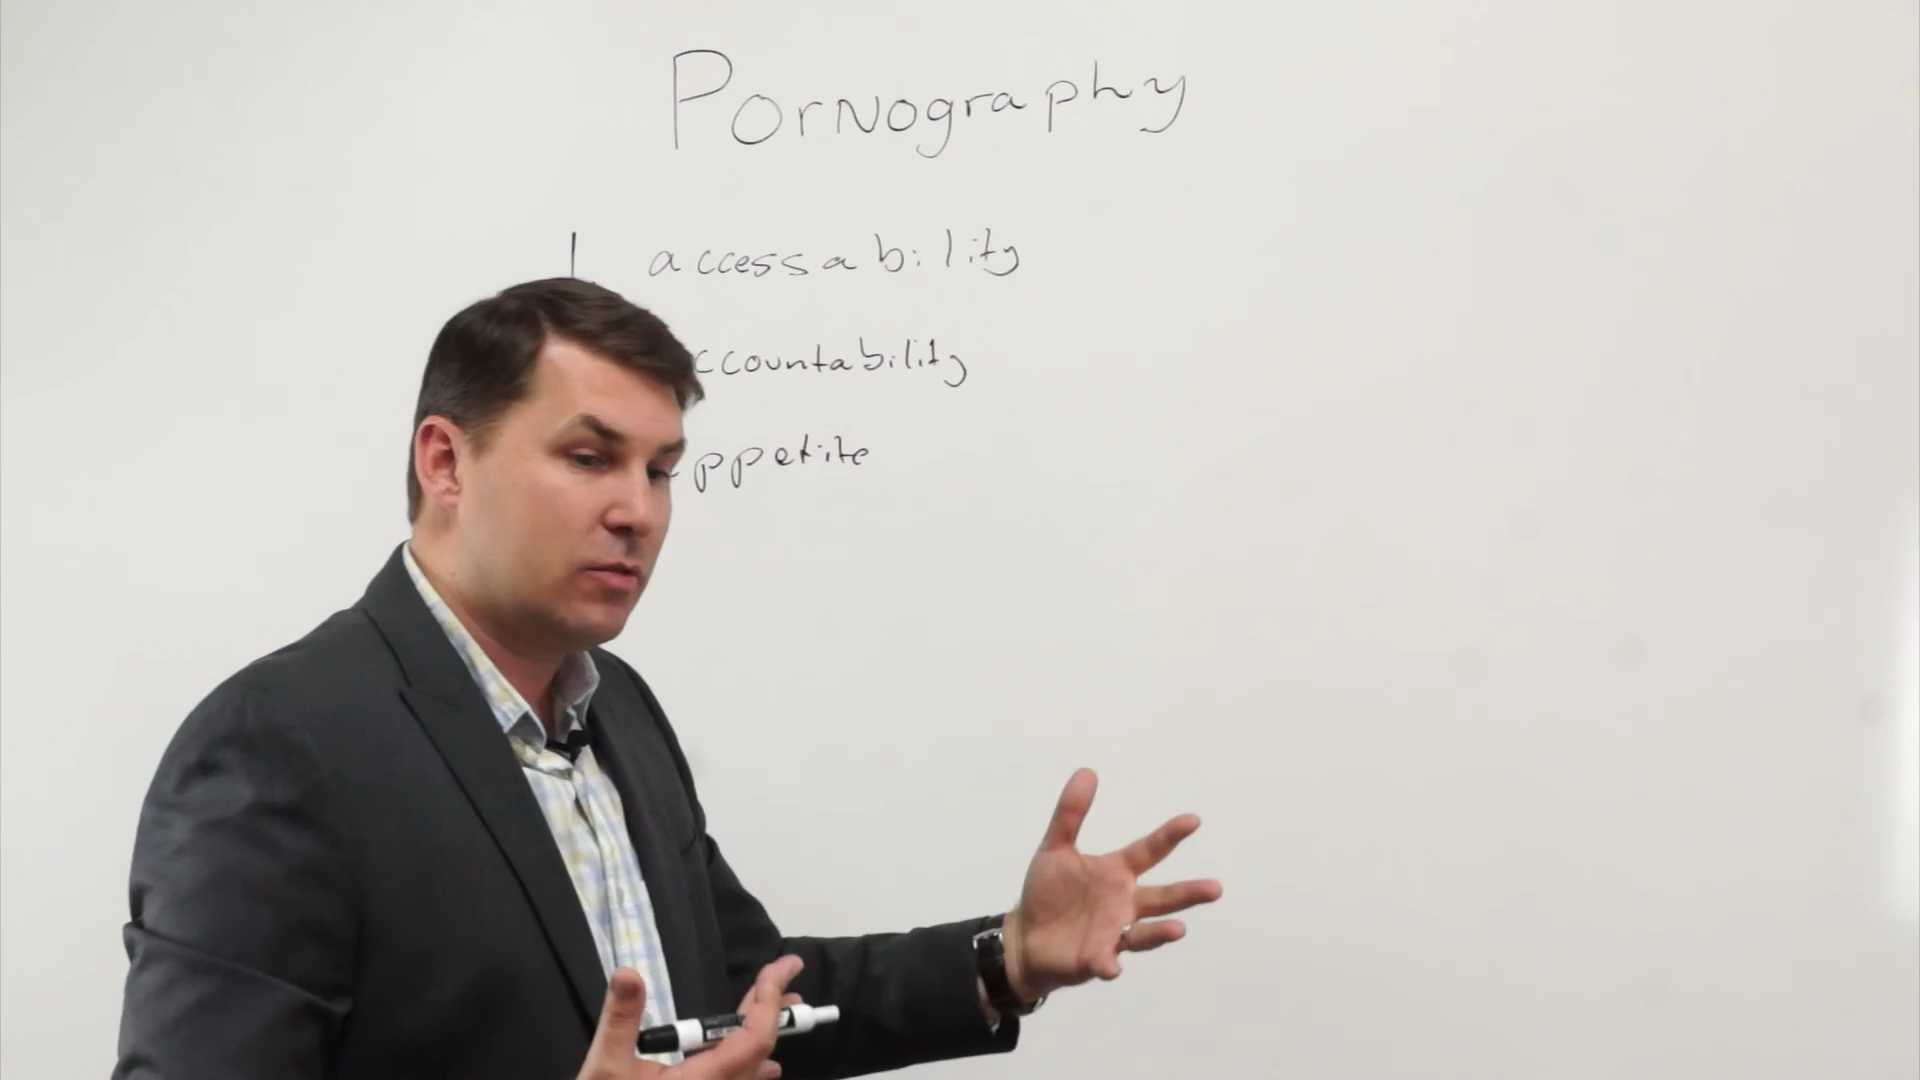 Pornography
1 accessability
ccountability
ppetite